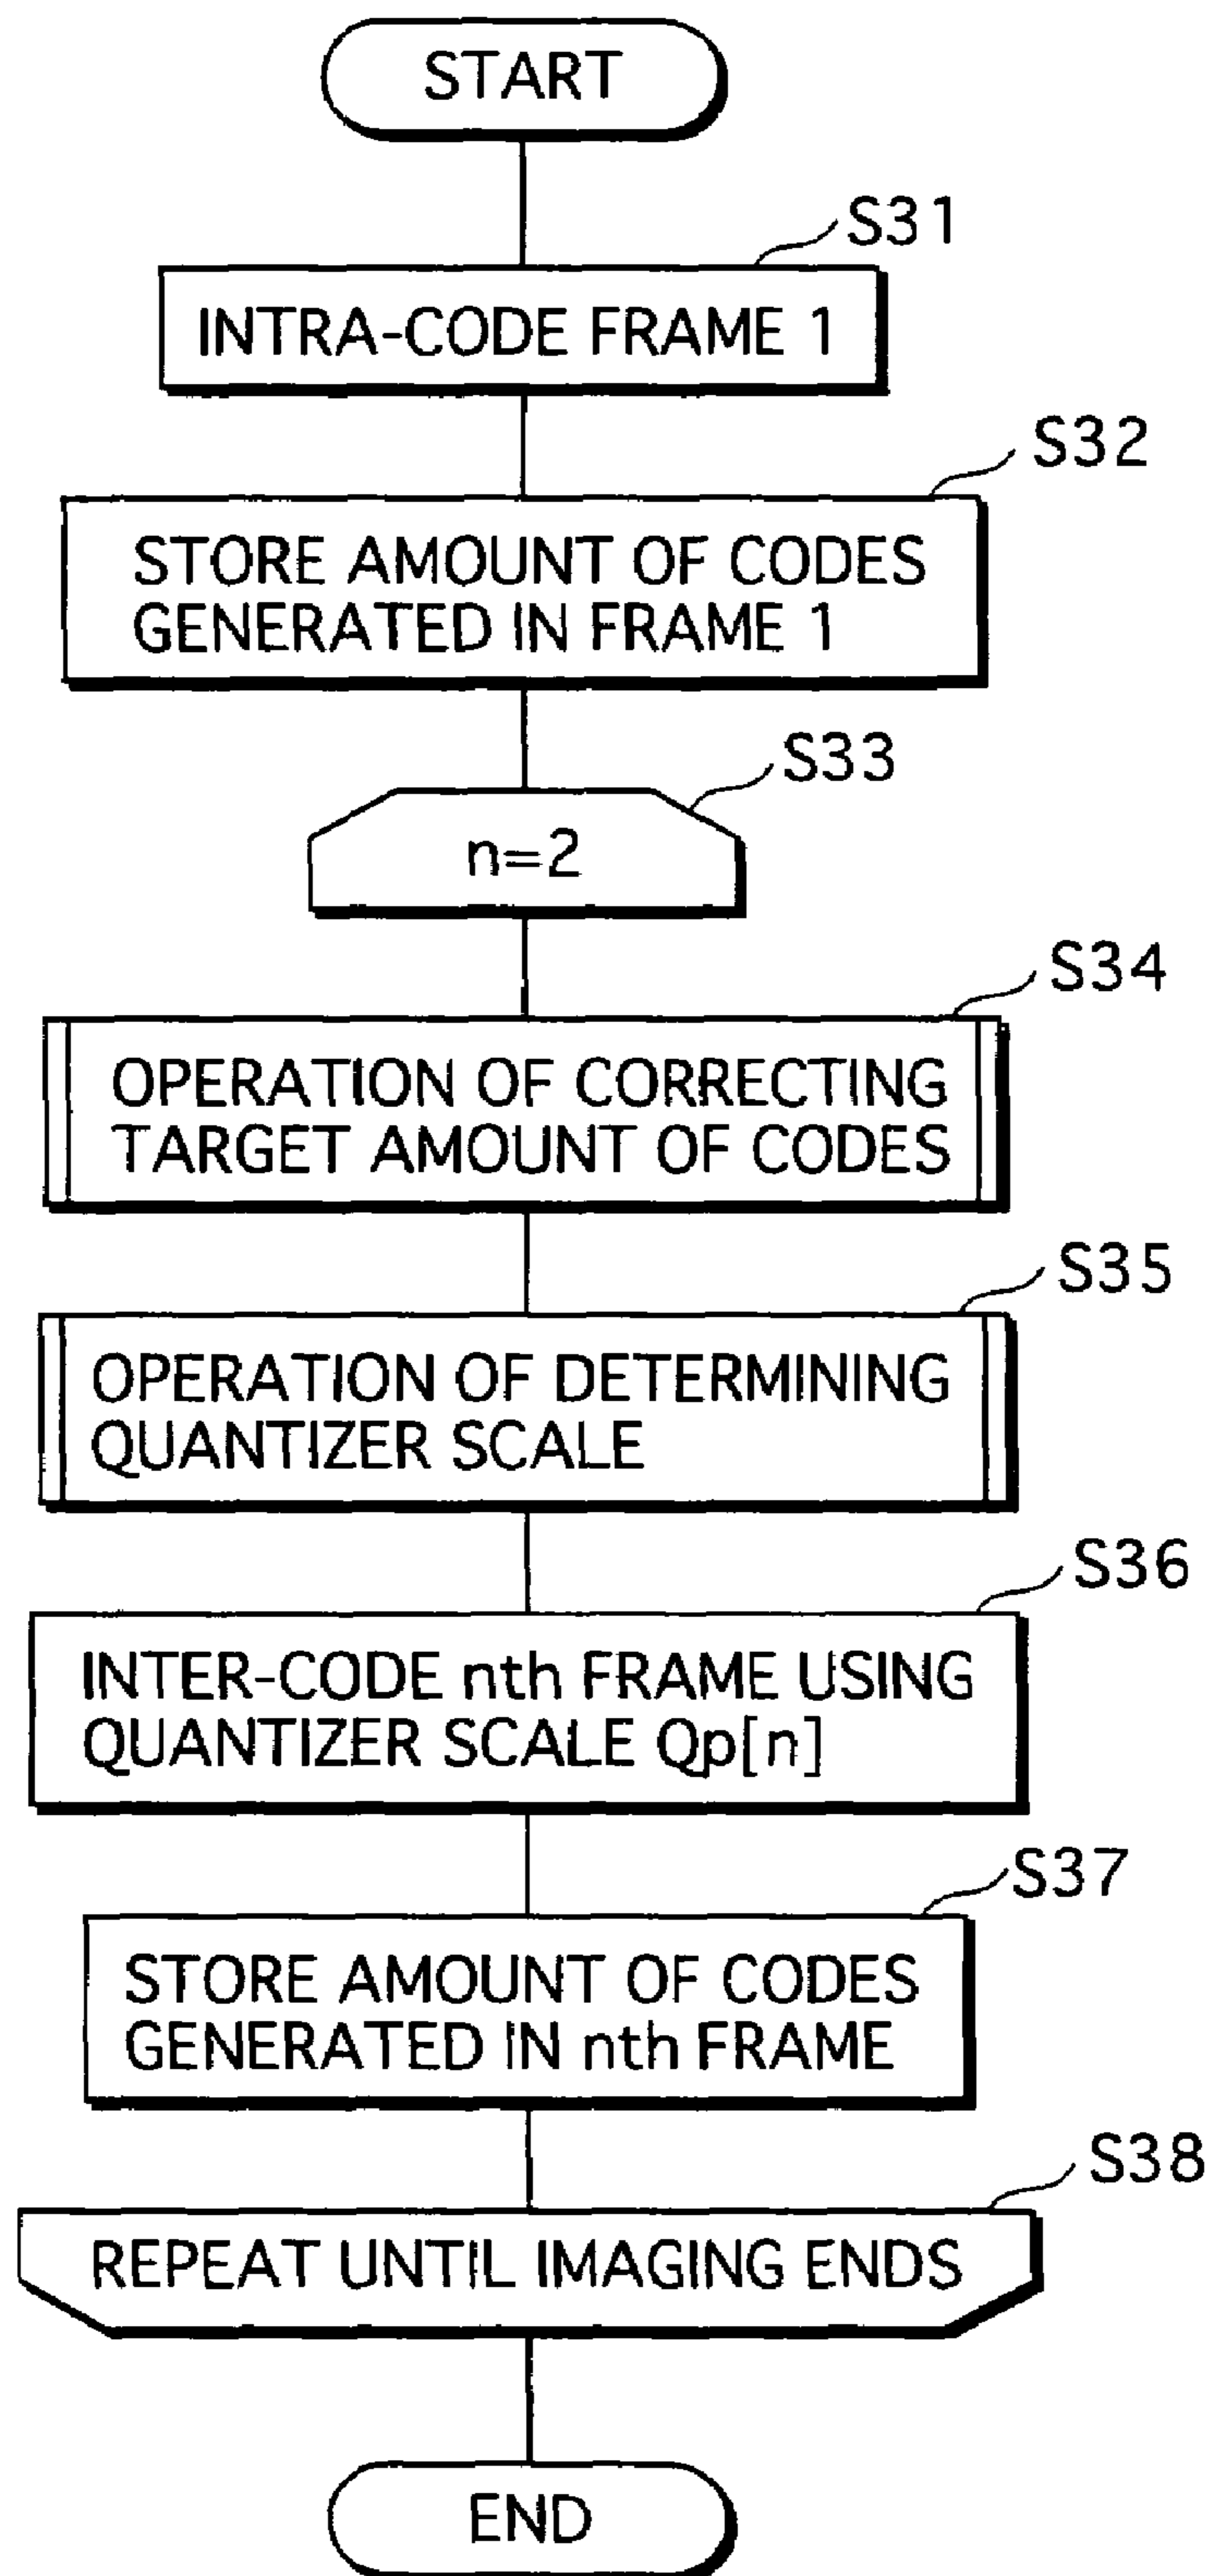 START
S31
INTRA-CODE FRAME 1
S32
STORE AMOUNT OF CODES
GENERATED IN FRAME 1
S33
n=2
S34
OPERATION OF CORRECTING
TARGET AMOUNT OF CODES
S35
OPERATION OF DETERMINING
QUANTIZER SCALE
S36
INTER-CODE nth FRAME USING
QUANTIZER SCALE Qp[n]
S37
STORE AMOUNT OF CODES
GENERATED IN nth FRAME
S38
REPEAT UNTIL IMAGING ENDS
END